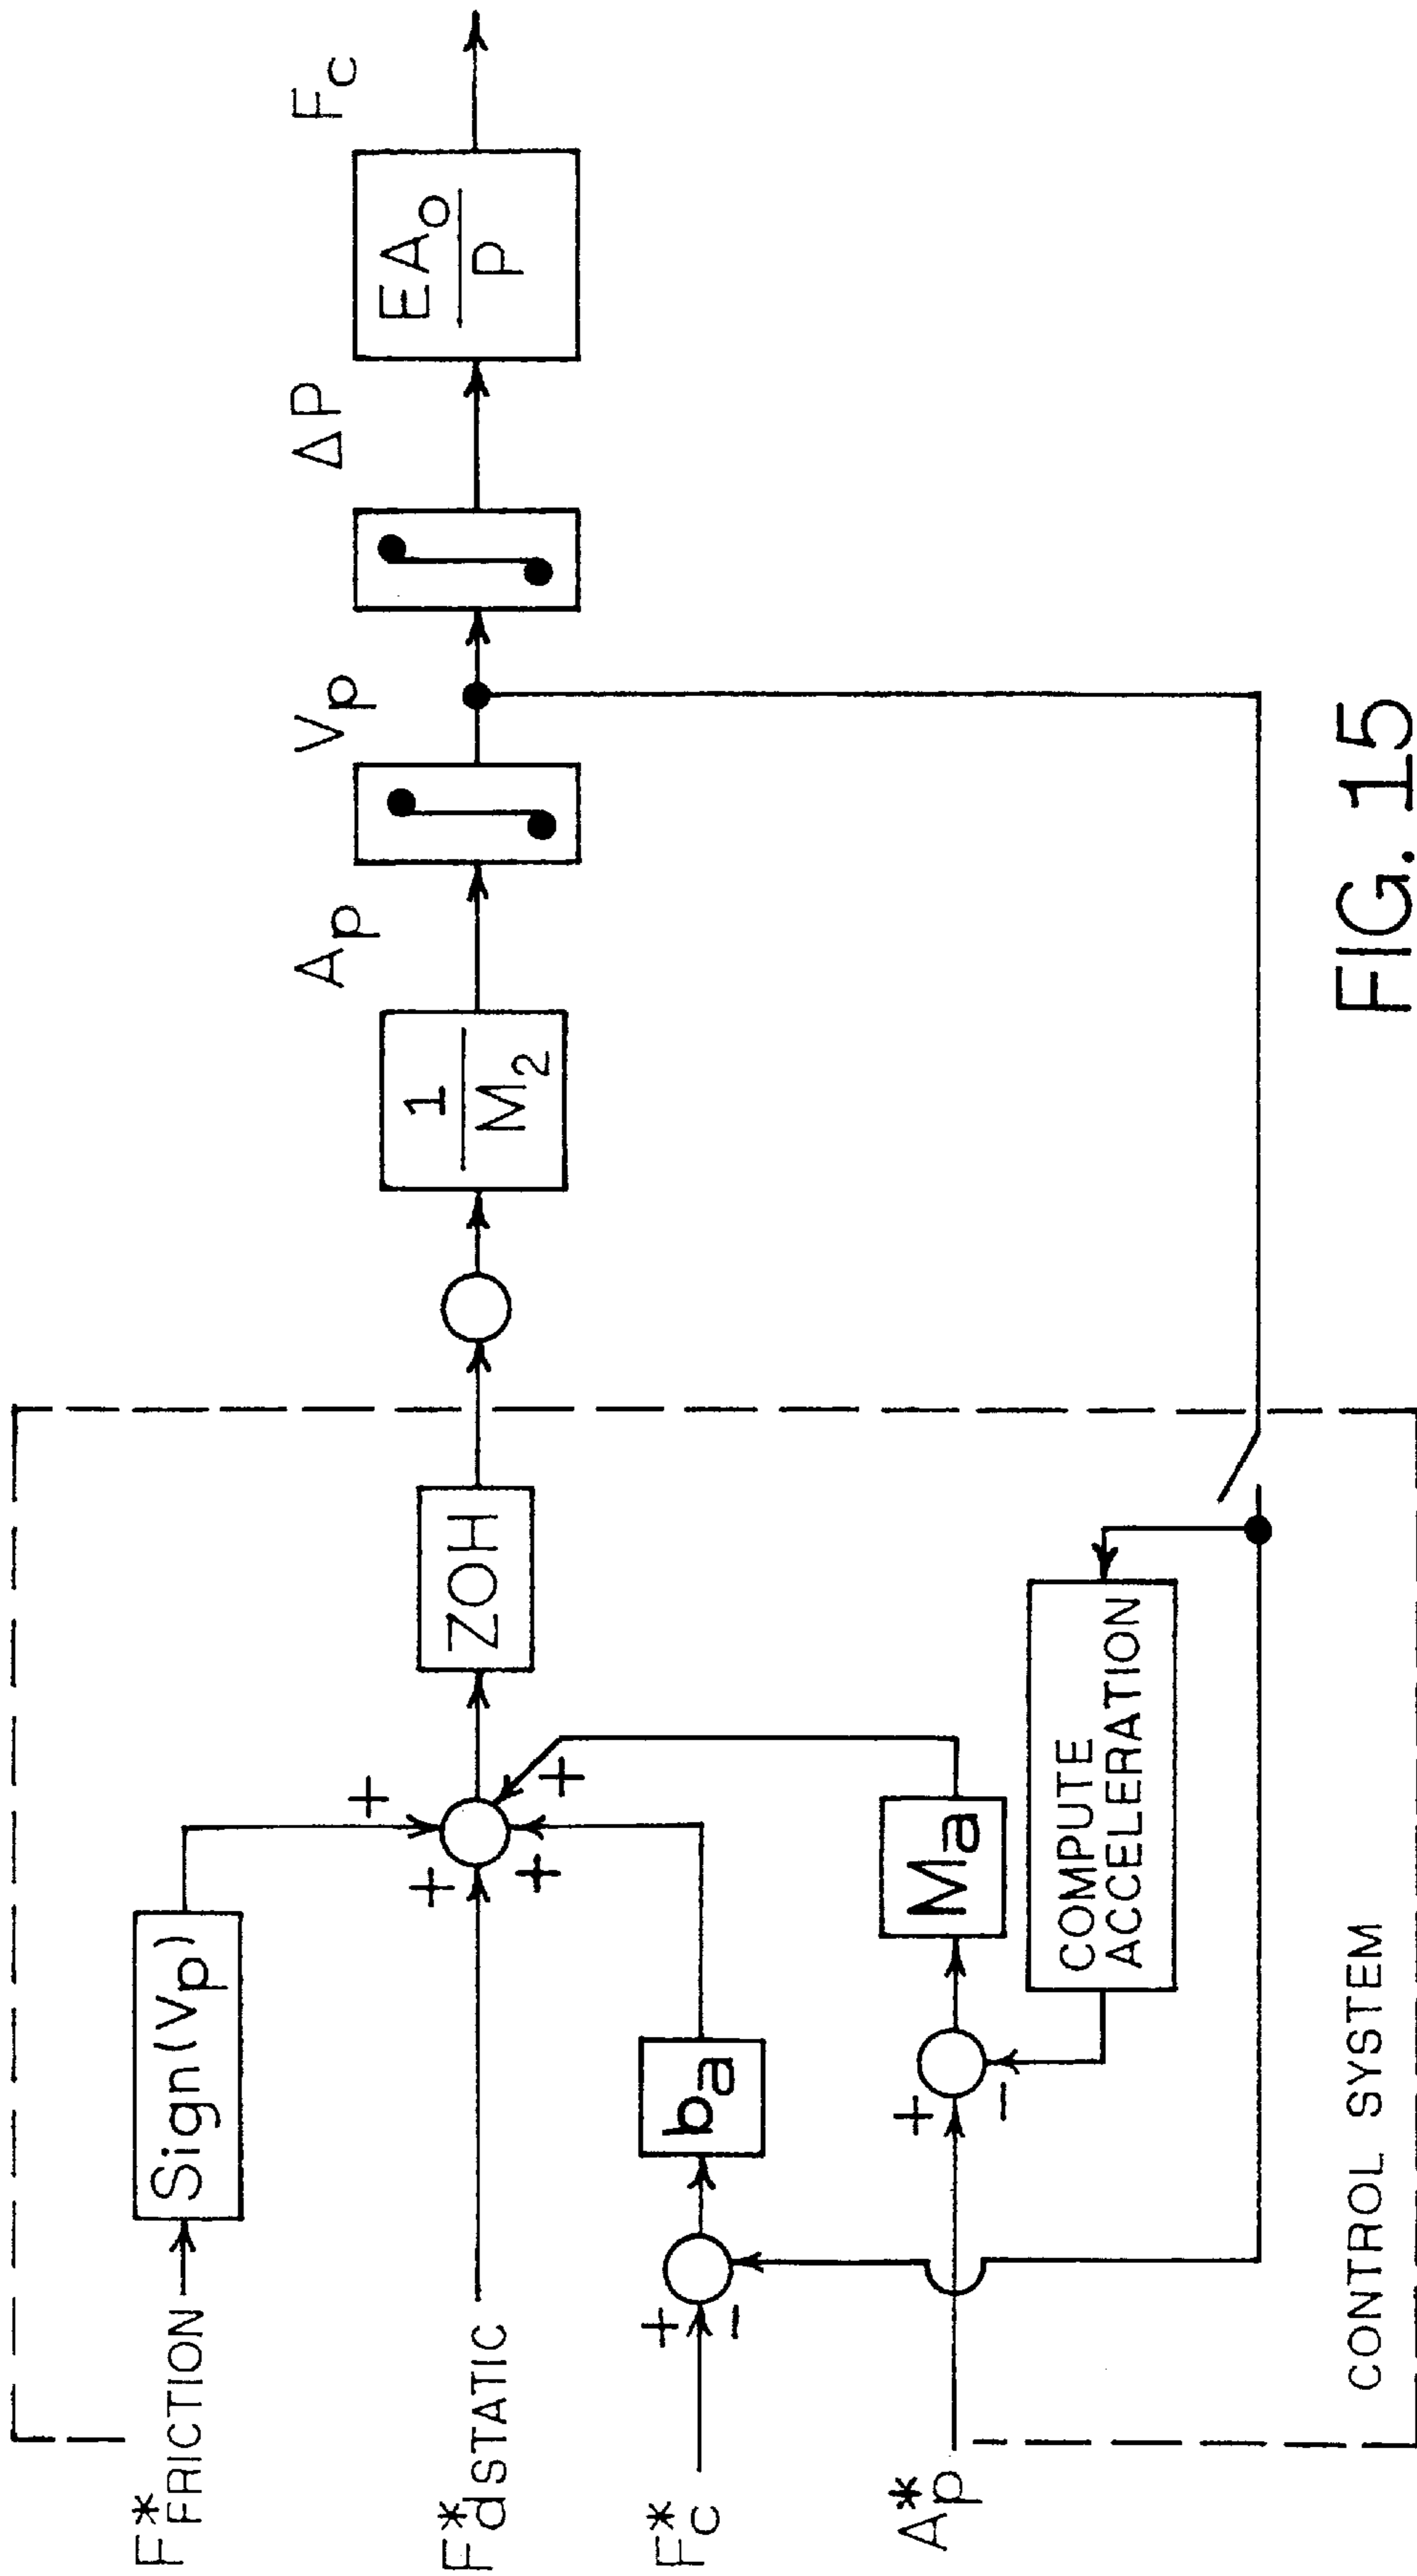 F*FRICTION
Sign(Vp)
+
F*dSTATIC
+
+
+
ZOH
1
M2
Ap
Vp
ΔP
EAo
P
Fc
F*c
+
−
ba
A*p
+
−
Ma
COMPUTE
ACCELERATION
CONTROL SYSTEM
FIG. 15